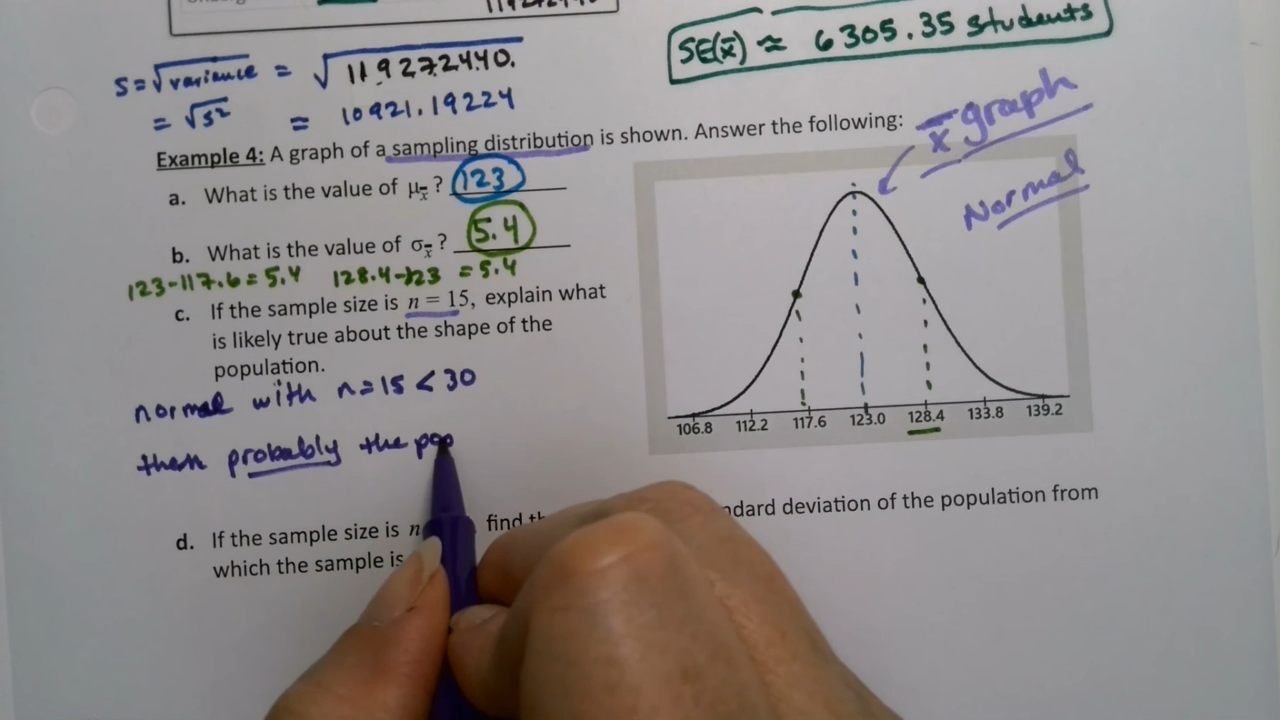 SE(x̄) ≈ 6305.35 students
S = √variance = √119272440.
= √s² = 10921.19224
Example 4: A graph of a sampling distribution is shown. Answer the following:
x̄ graph
Normal
a. What is the value of μx̄ ? 123
b. What is the value of σx̄ ? 5.4
123-117.6 = 5.4 128.4-123 = 5.4
c. If the sample size is n = 15, explain what
is likely true about the shape of the
population.
normal with n=15 < 30
then probably the pop
106.8 112.2 117.6 123.0 128.4 133.8 139.2
d. If the sample size is n find ndard deviation of the population from
which the sample is